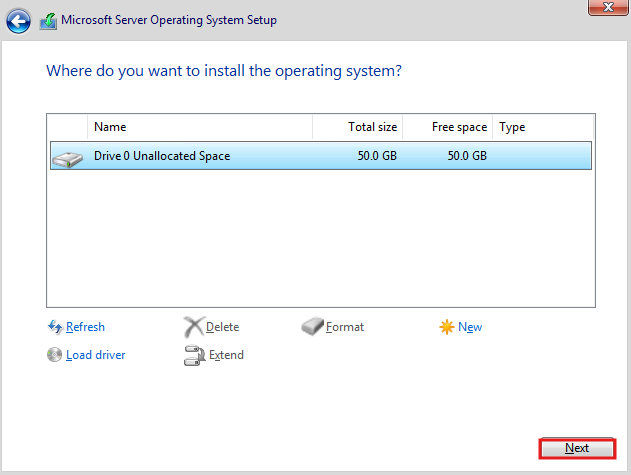 Microsoft Server Operating System Setup
Where do you want to install the operating system?
Name Total size Free space Type
Drive 0 Unallocated Space 50.0 GB 50.0 GB
Refresh Delete Format New
Load driver Extend
Next